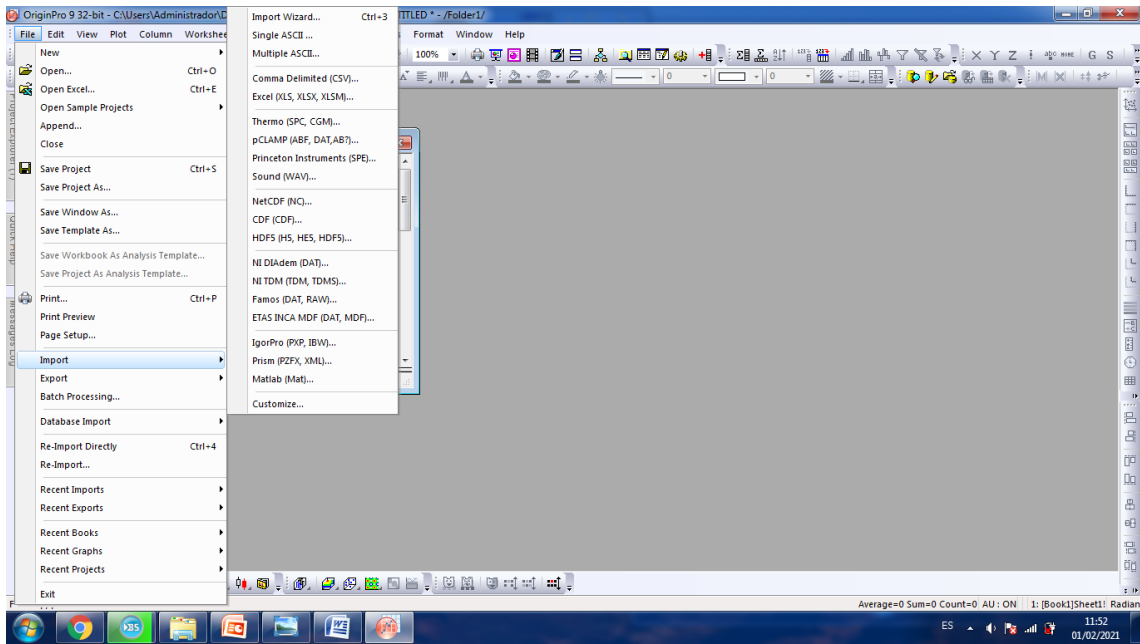 OriginPro 9 32-bit - C:\Users\Administrador\D
TITLED * - /Folder1/
File Edit View Plot Column Workshee
Format Window Help
100%
X Y Z
G S
0
0
New
Open... Ctrl+O
Open Excel... Ctrl+E
Open Sample Projects
Append...
Close
Save Project Ctrl+S
Save Project As...
Save Window As...
Save Template As...
Save Workbook As Analysis Template...
Save Project As Analysis Template...
Print... Ctrl+P
Print Preview
Page Setup...
Import
Export
Batch Processing...
Database Import
Re-Import Directly Ctrl+4
Re-Import...
Recent Imports
Recent Exports
Recent Books
Recent Graphs
Recent Projects
Exit
Import Wizard... Ctrl+3
Single ASCII ...
Multiple ASCII...
Comma Delimited (CSV)...
Excel (XLS, XLSX, XLSM)...
Thermo (SPC, CGM)...
pCLAMP (ABF, DAT,AB?)...
Princeton Instruments (SPE)...
Sound (WAV)...
NetCDF (NC)...
CDF (CDF)...
HDF5 (H5, HE5, HDF5)...
NI DIAdem (DAT)...
NI TDM (TDM, TDMS)...
Famos (DAT, RAW)...
ETAS INCA MDF (DAT, MDF)...
IgorPro (PXP, IBW)...
Prism (PZFX, XML)...
Matlab (Mat)...
Customize...
Average=0 Sum=0 Count=0 AU : ON 1: [Book1]Sheet1! Radian
ES
11:52
01/02/2021